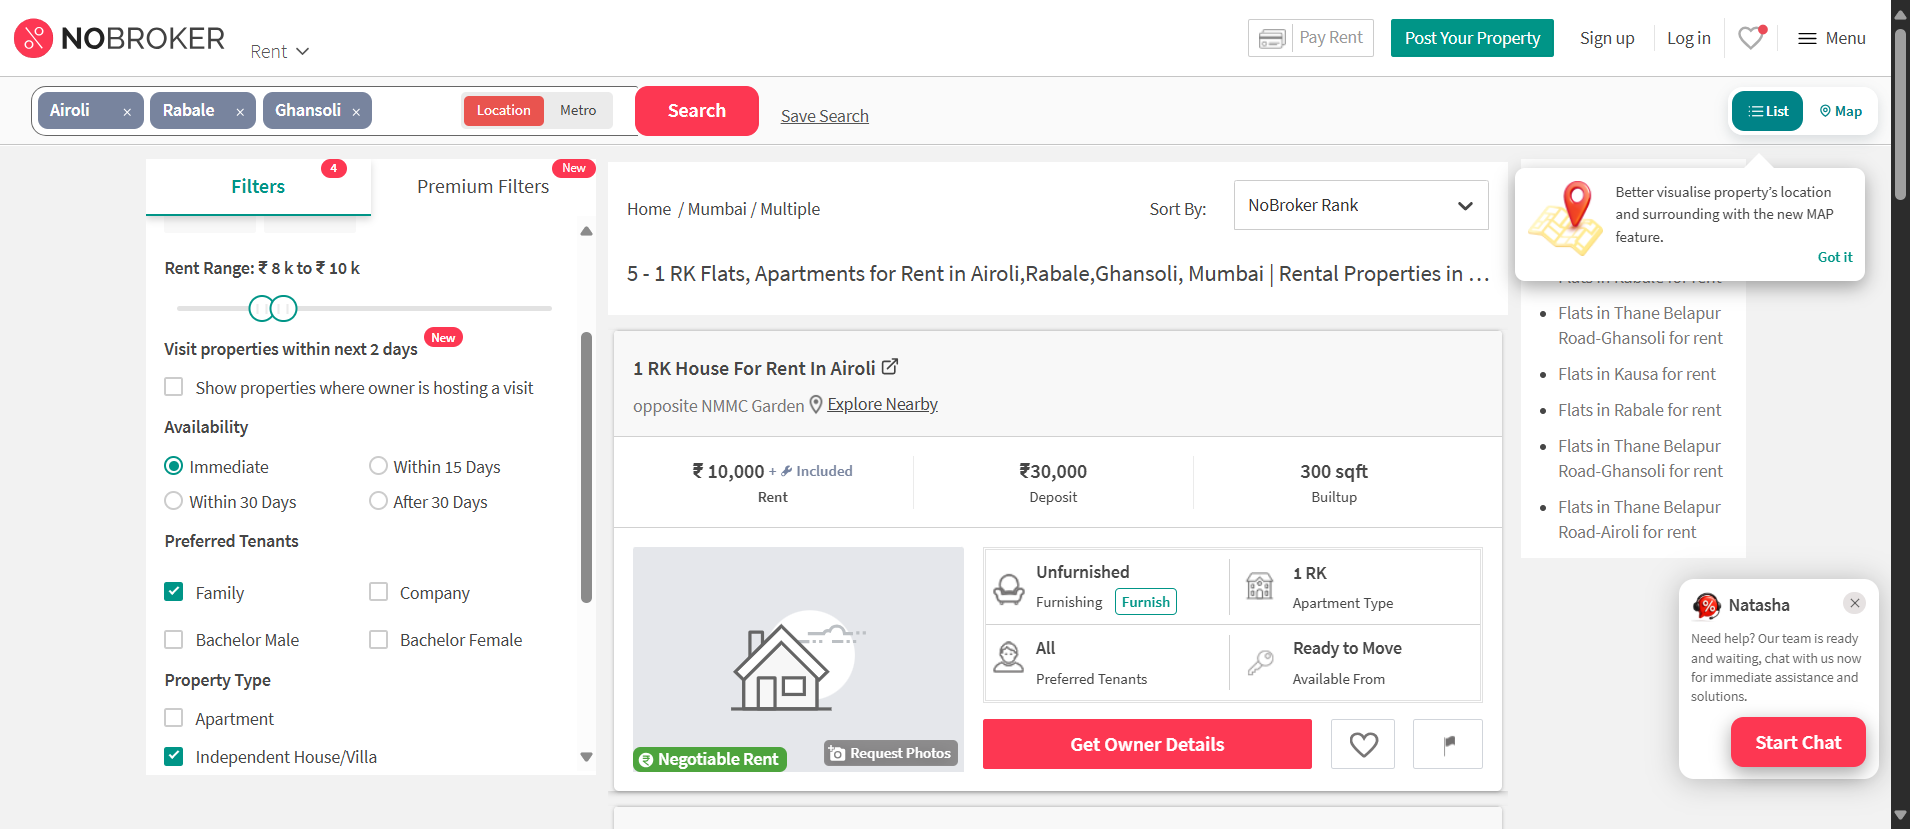 NOBROKER
Rent
Pay Rent
Post Your Property
Sign up
Log in
Menu
Airoli ×
Rabale ×
Ghansoli ×
Location
Metro
Search
Save Search
List
Map
Filters
4
Premium Filters
New
Rent Range: ₹ 8 k to ₹ 10 k
Visit properties within next 2 days
New
Show properties where owner is hosting a visit
Availability
Immediate
Within 15 Days
Within 30 Days
After 30 Days
Preferred Tenants
Family
Company
Bachelor Male
Bachelor Female
Property Type
Apartment
Independent House/Villa
Home / Mumbai / Multiple
Sort By:
NoBroker Rank
5 - 1 RK Flats, Apartments for Rent in Airoli,Rabale,Ghansoli, Mumbai | Rental Properties in ...
1 RK House For Rent In Airoli
opposite NMMC Garden
Explore Nearby
₹ 10,000 + Included
Rent
₹30,000
Deposit
300 sqft
Builtup
Negotiable Rent
Request Photos
Unfurnished
Furnishing
Furnish
1 RK
Apartment Type
All
Preferred Tenants
Ready to Move
Available From
Get Owner Details
Better visualise property's location
and surrounding with the new MAP
feature.
Got it
Flats in Rabale for rent
Flats in Thane Belapur
Road-Ghansoli for rent
Flats in Kausa for rent
Flats in Rabale for rent
Flats in Thane Belapur
Road-Ghansoli for rent
Flats in Thane Belapur
Road-Airoli for rent
Natasha
Need help? Our team is ready
and waiting, chat with us now
for immediate assistance and
solutions.
Start Chat